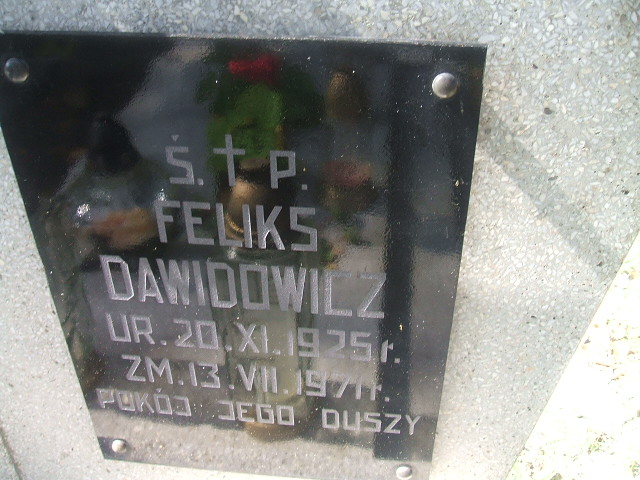 Ś. † P.
FELIKS
DAWIDOWICZ
UR. 20. XI. 1925 r.
ZM. 13. VII. 1971 r.
POKÓJ JEGO DUSZY